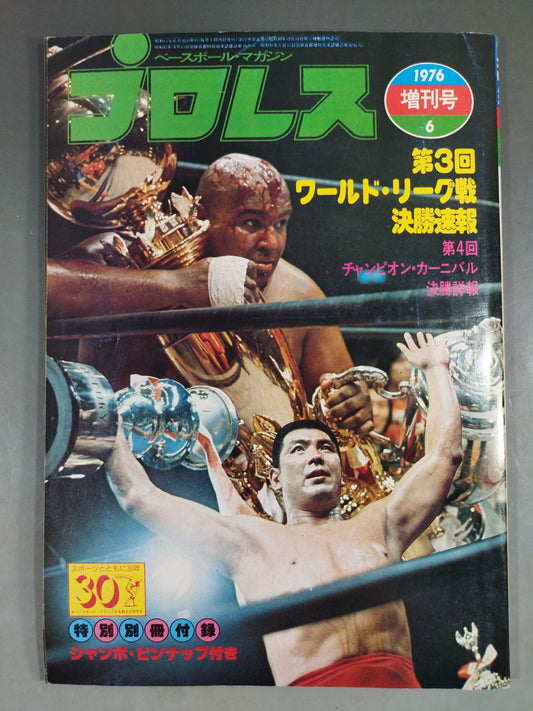 ベースボール・マガジン
プロレス
1976
増刊号
6
第3回
ワールド・リーグ戦
決勝速報
第4回
チャンピオン・カーニバル
決勝詳報
スポーツとともに30年
30
特別別冊付録
ジャンボ・ピンナップ付き